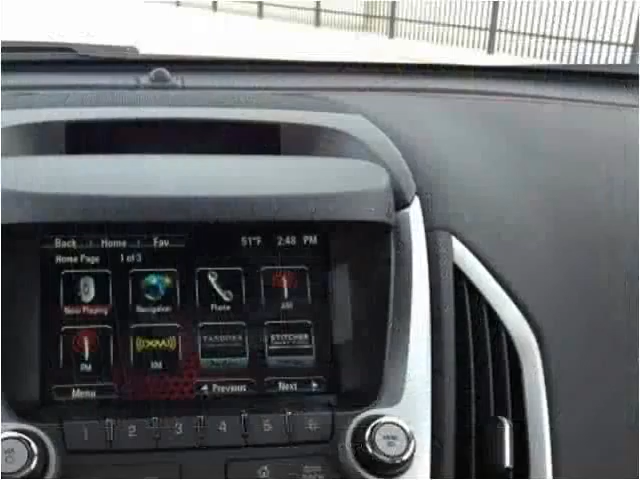 Back Home Fav 51°F 2:48 PM
Home Page 1 of 3
Now Playing Navigation Phone AM
FM XM PANDORA STITCHER
Menu Previous Next
1 2 3 4 5 6